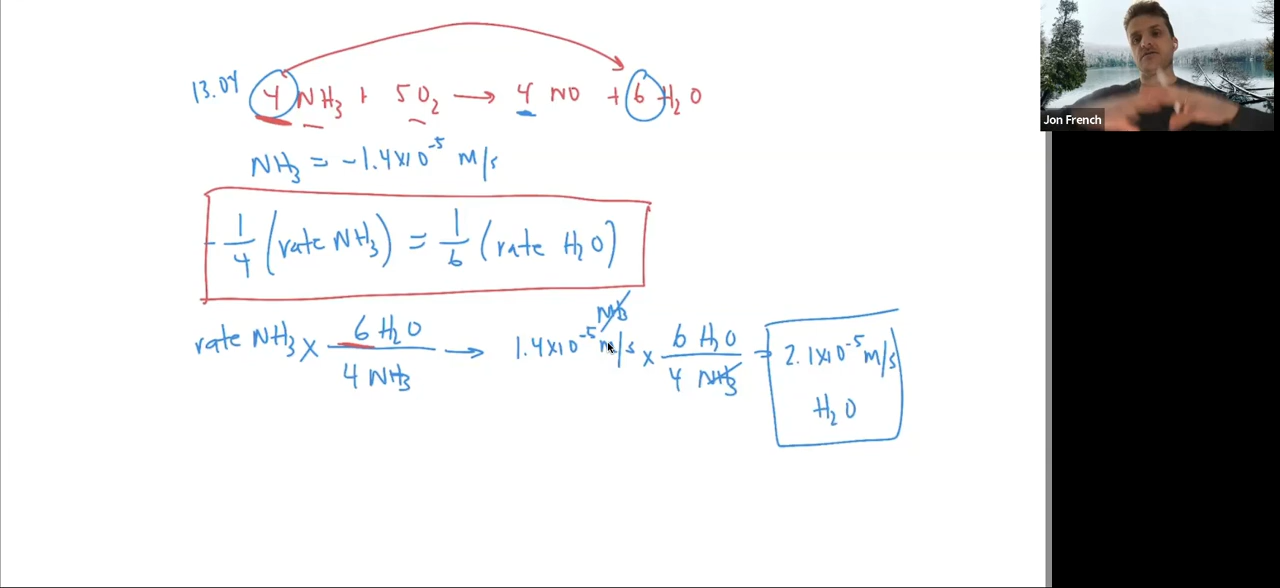 13.04 4 NH3 + 5 O2 → 4 NO + 6 H2O
NH3 = -1.4x10^-5 M/s
-1/4 (rate NH3) = 1/6 (rate H2O)
rate NH3 x 6 H2O / 4 NH3 → 1.4x10^-5 m/s NH3 x 6 H2O / 4 NH3 = 2.1x10^-5 M/s
H2O
Jon French